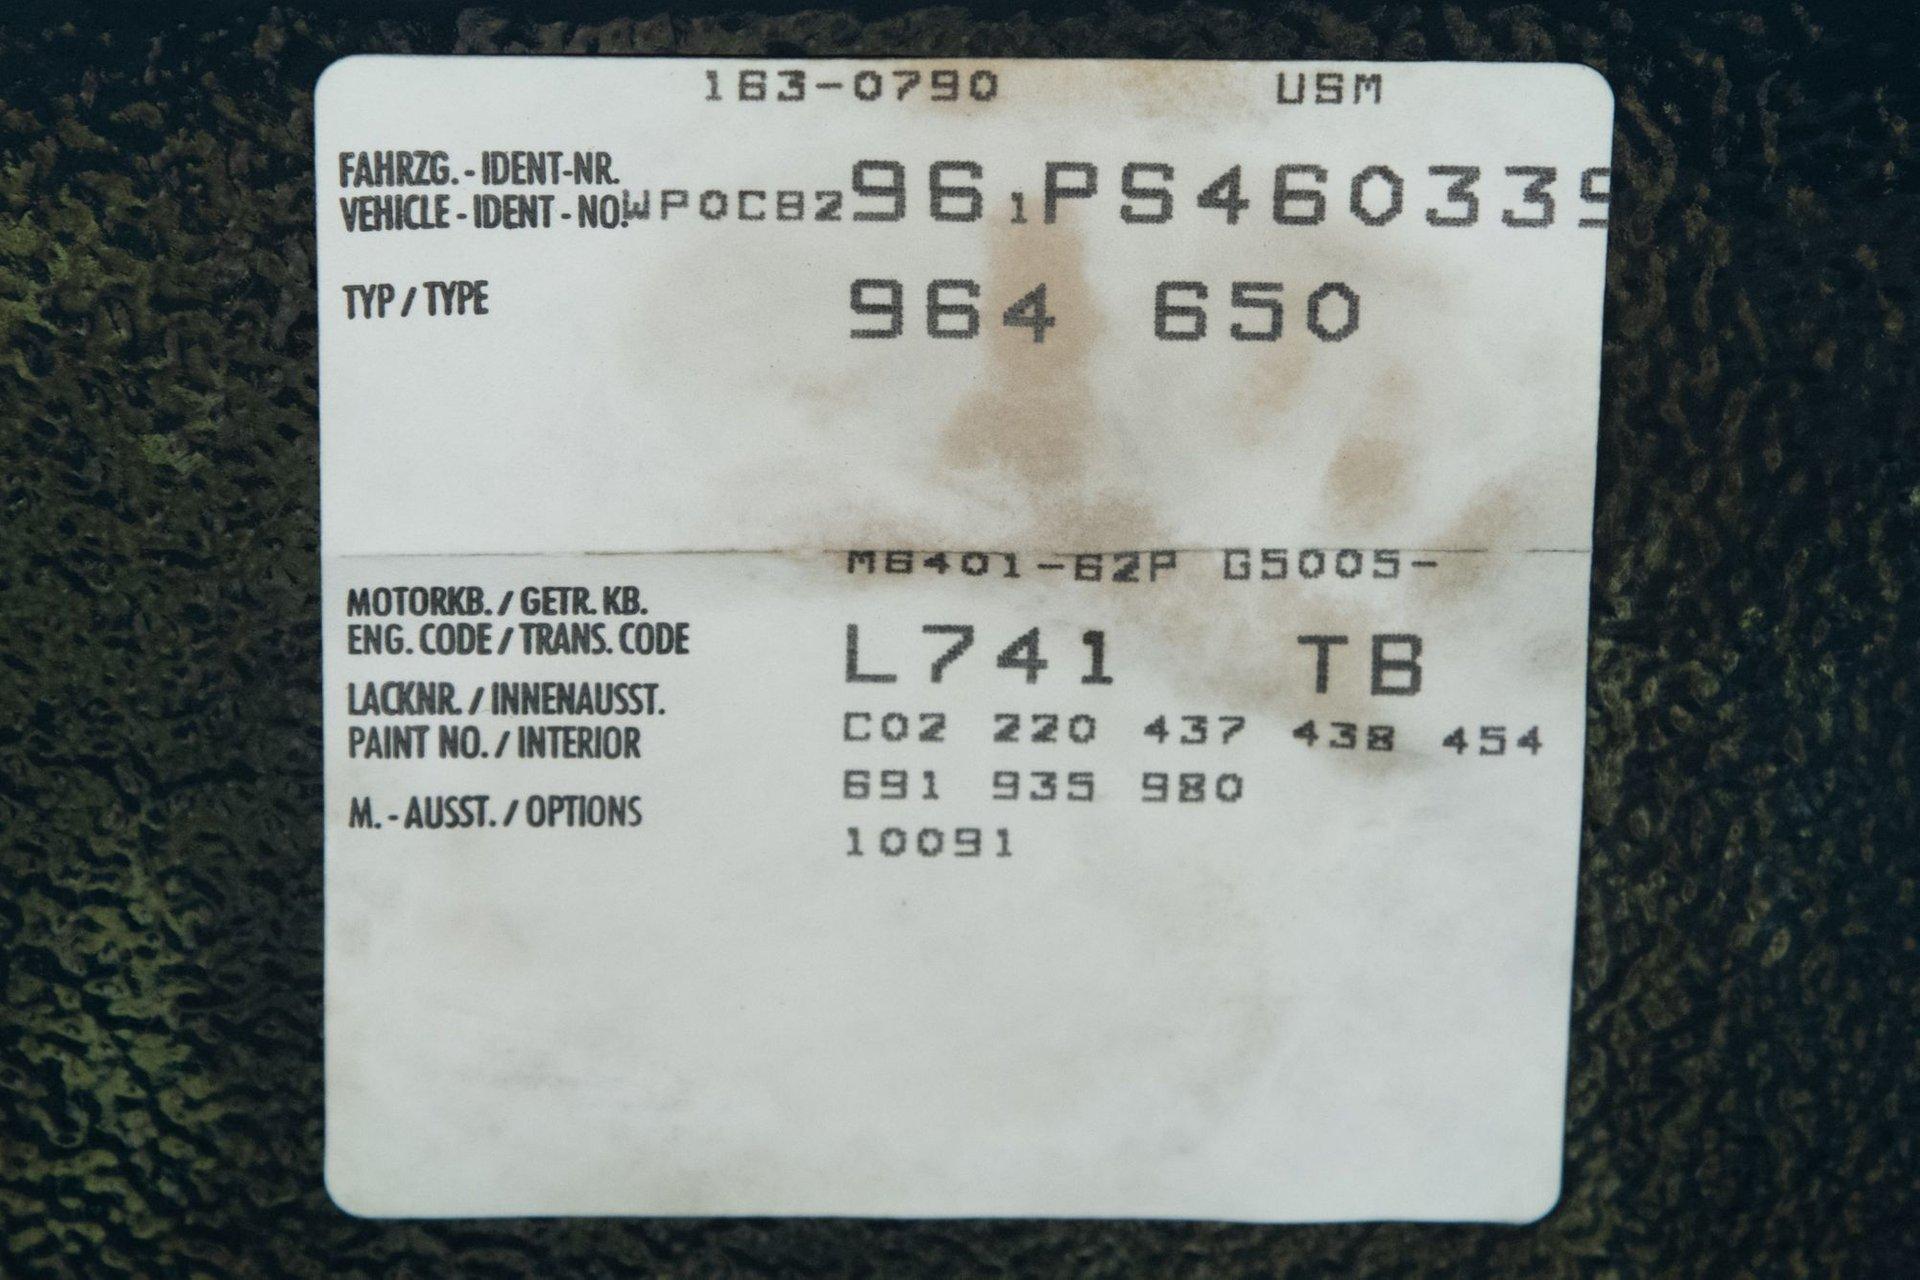 163-0790 USM
FAHRZG.-IDENT-NR.
VEHICLE-IDENT-NO. WP0CB2961PS460339
TYP/TYPE 964 650
M6401-62P G5005-
MOTORKB./GETR.KB.
ENG.CODE/TRANS.CODE L741 TB
LACKNR./INNENAUSST.
PAINT NO./INTERIOR C02 220 437 438 454
691 935 980
M.-AUSST./OPTIONS
10091